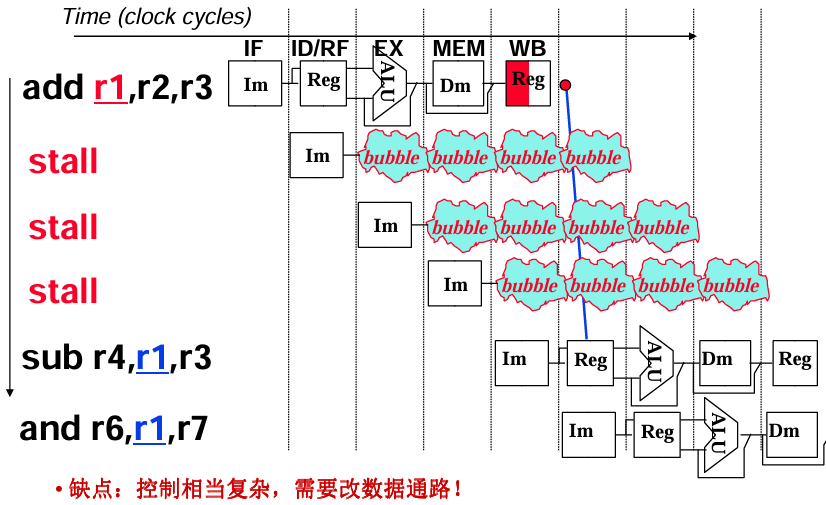 Time (clock cycles)
IF ID/RF EX MEM WB
add r1,r2,r3 Im Reg ALU Dm Reg
stall Im bubble bubble bubble bubble
stall Im bubble bubble bubble bubble
stall Im bubble bubble bubble bubble
sub r4,r1,r3 Im Reg ALU Dm Reg
and r6,r1,r7 Im Reg ALU Dm
• 缺点：控制相当复杂，需要改数据通路！